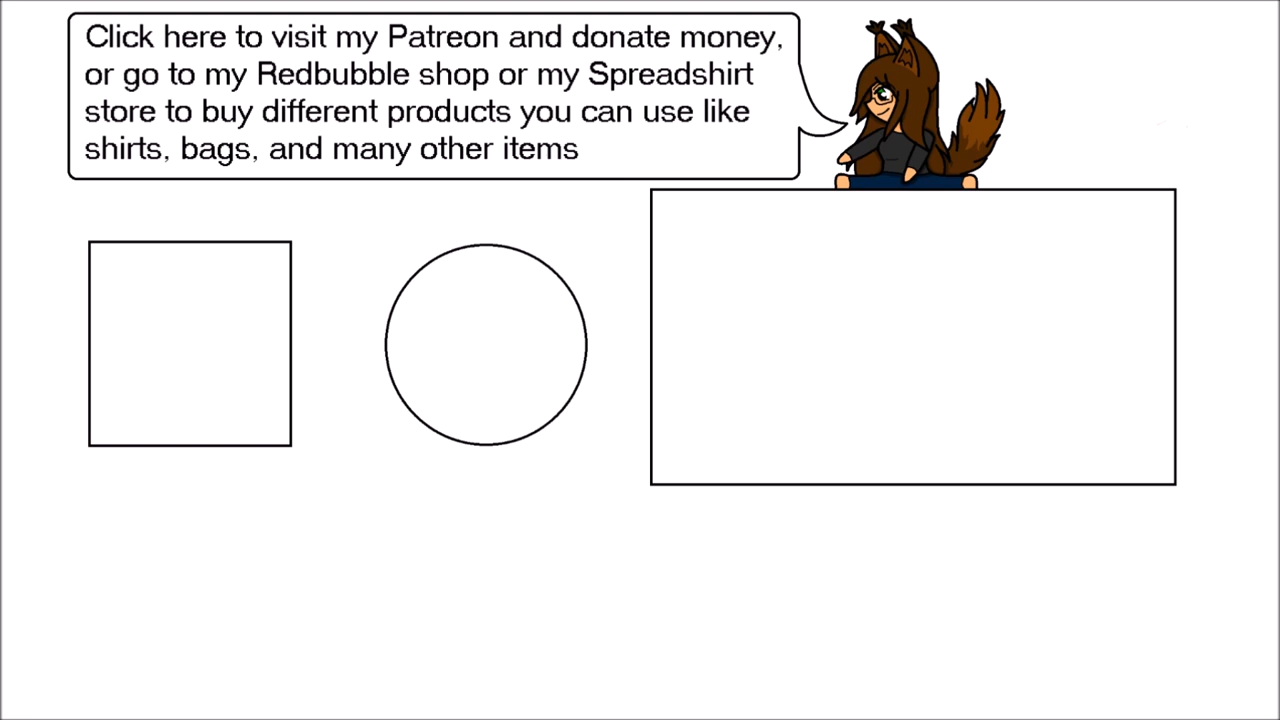 Click here to visit my Patreon and donate money,
or go to my Redbubble shop or my Spreadshirt
store to buy different products you can use like
shirts, bags, and many other items